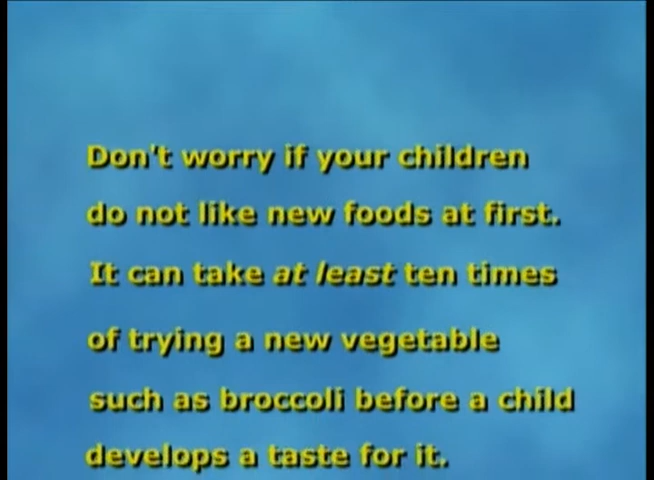 Don't worry if your children
do not like new foods at first.
It can take at least ten times
of trying a new vegetable
such as broccoli before a child
develops a taste for it.